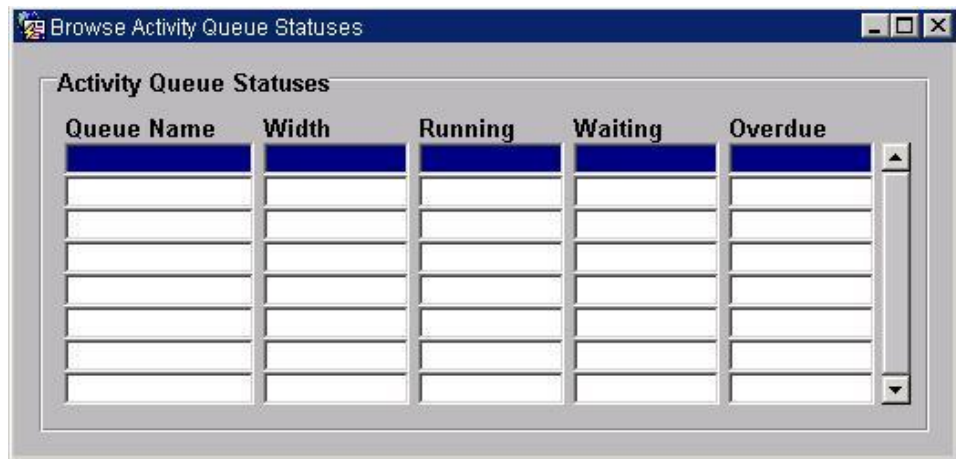 Browse Activity Queue Statuses
Activity Queue Statuses
Queue Name Width Running Waiting Overdue